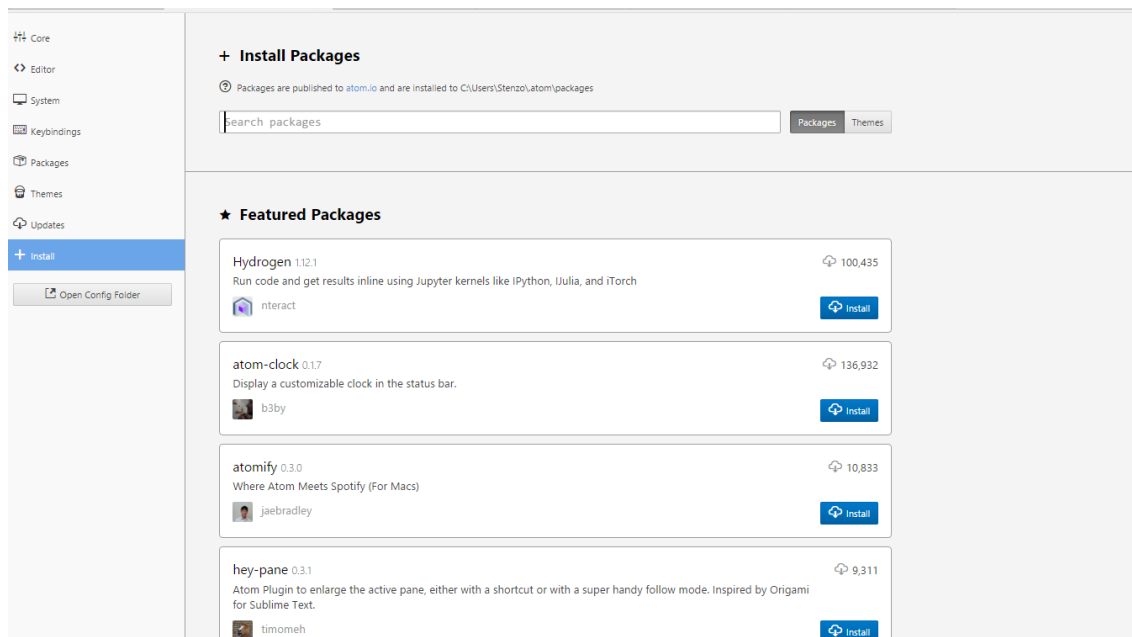 Core
Editor
System
Keybindings
Packages
Themes
Updates
Install
Open Config Folder
Install Packages
Packages are published to atom.io and are installed to C:\Users\Stenzo\.atom\packages
Search packages
Packages Themes
Featured Packages
Hydrogen 1.12.1 100,435
Run code and get results inline using Jupyter kernels like IPython, IJulia, and iTorch
nteract Install
atom-clock 0.1.7 136,932
Display a customizable clock in the status bar.
b3by Install
atomify 0.3.0 10,833
Where Atom Meets Spotify (For Macs)
jaebradley Install
hey-pane 0.3.1 9,311
Atom Plugin to enlarge the active pane, either with a shortcut or with a super handy follow mode. Inspired by Origami
for Sublime Text.
timomeh Install